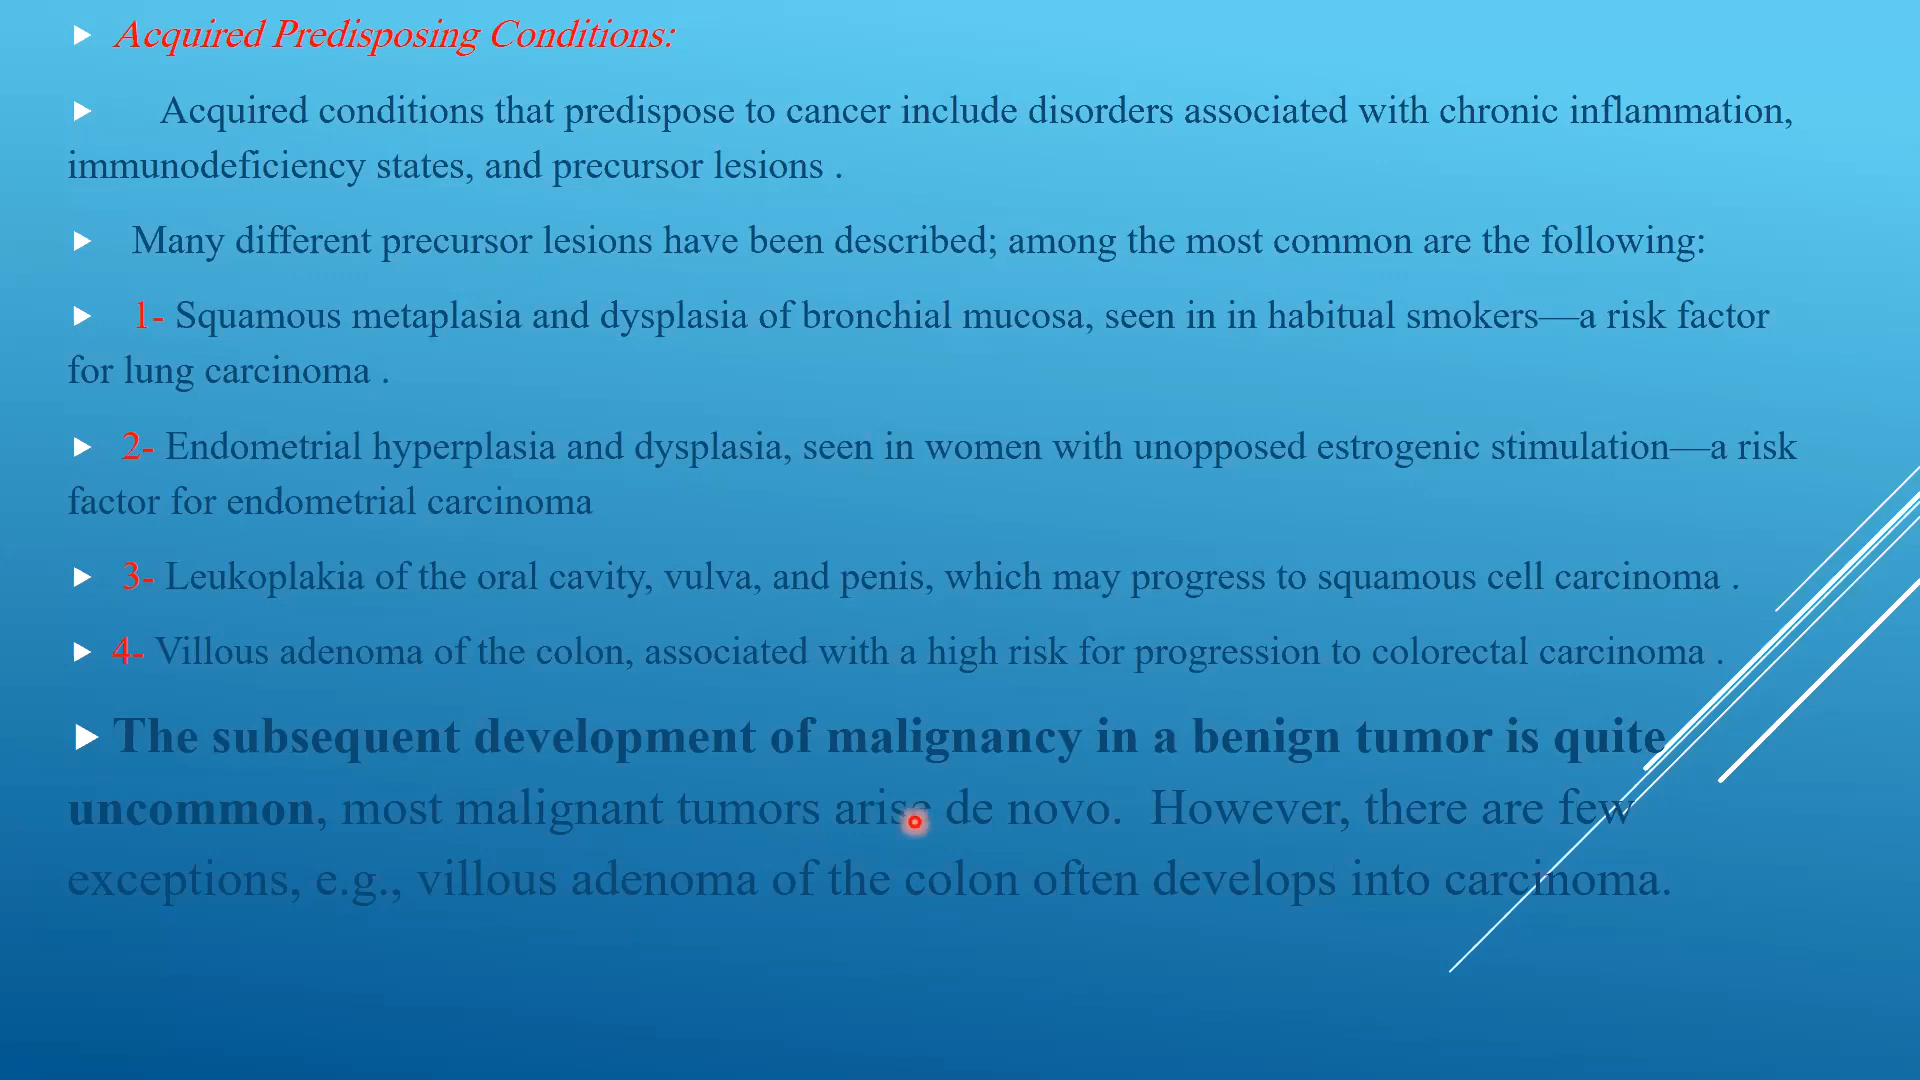 Acquired Predisposing Conditions:
Acquired conditions that predispose to cancer include disorders associated with chronic inflammation,
immunodeficiency states, and precursor lesions .
Many different precursor lesions have been described; among the most common are the following:
1- Squamous metaplasia and dysplasia of bronchial mucosa, seen in in habitual smokers—a risk factor
for lung carcinoma .
2- Endometrial hyperplasia and dysplasia, seen in women with unopposed estrogenic stimulation—a risk
factor for endometrial carcinoma
3- Leukoplakia of the oral cavity, vulva, and penis, which may progress to squamous cell carcinoma .
4- Villous adenoma of the colon, associated with a high risk for progression to colorectal carcinoma .
The subsequent development of malignancy in a benign tumor is quite
uncommon, most malignant tumors arise de novo. However, there are few
exceptions, e.g., villous adenoma of the colon often develops into carcinoma.